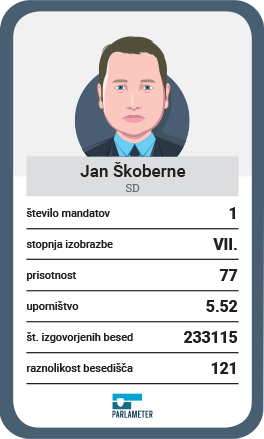 Jan Škoberne
SD
število mandatov 1
stopnja izobrazbe VII.
prisotnost 77
uporništvo 5.52
št. izgovorjenih besed 233115
raznolikost besedišča 121
PARLAMETER